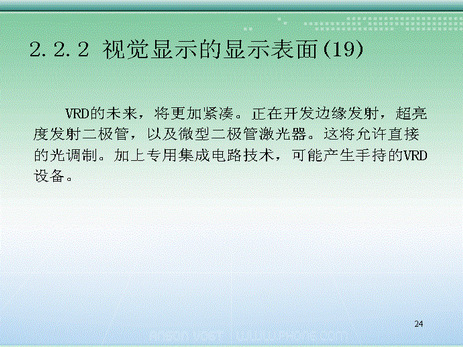 2.2.2 视觉显示的显示表面(19)
VRD的未来，将更加紧凑。正在开发边缘发射，超亮
度发射二极管，以及微型二极管激光器。这将允许直接
的光调制。加上专用集成电路技术，可能产生手持的VRD
设备。
24